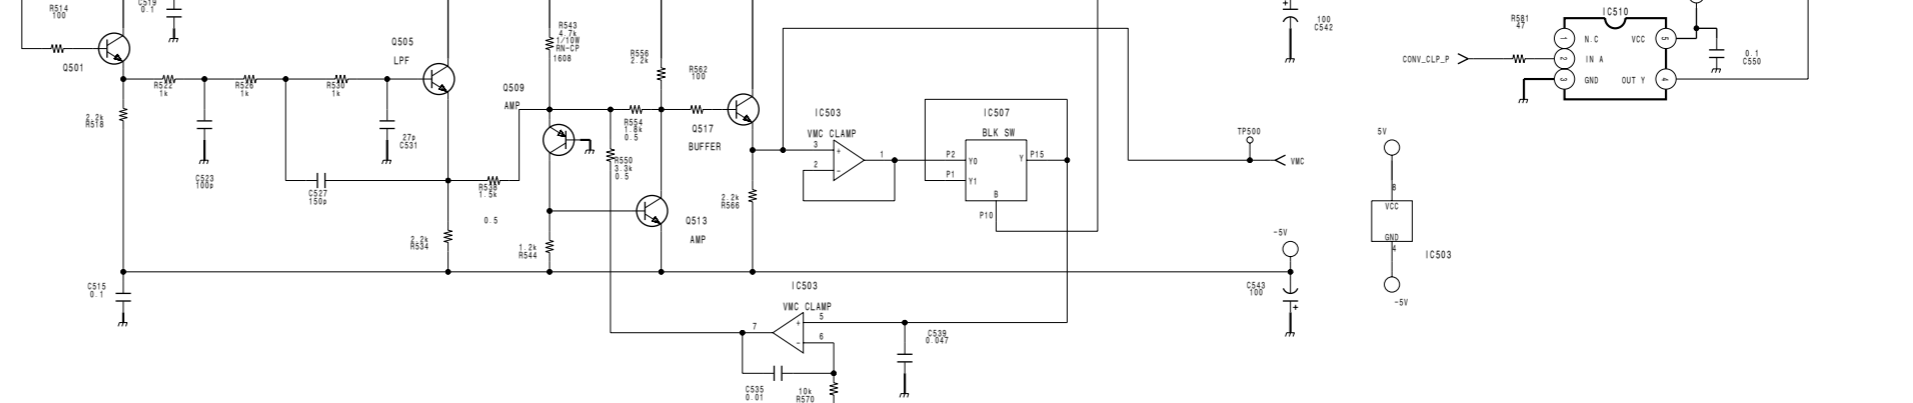 C519
0.1
R514
100
Q501
R522
1k
R526
1k
R530
1k
Q505
LPF
2.2k
R518
C523
100p
27p
C531
C527
150p
R538
1.5k
0.5
2.2k
R534
C515
0.1
Q509
AMP
R543
4.7k
1/10W
RN-CP
1608
R556
2.2k
R562
100
R554
1.8k
0.5
Q517
BUFFER
R550
3.3k
0.5
Q513
AMP
1.2k
R544
2.2k
R566
IC503
VMC CLAMP
3
+
2
-
1
IC507
BLK SW
P2
Y0
P1
Y1
Y
P15
B
P10
IC503
VMC CLAMP
7
5
+
6
-
C535
0.01
10k
R570
C539
0.047
+
100
C542
TP500
VMC
-5V
C543
100
+
5V
8
VCC
GND
4
IC503
-5V
R581
47
CONV_CLP_P
IC510
1
N.C
VCC
5
2
IN A
3
GND
OUT Y
4
0.1
C550